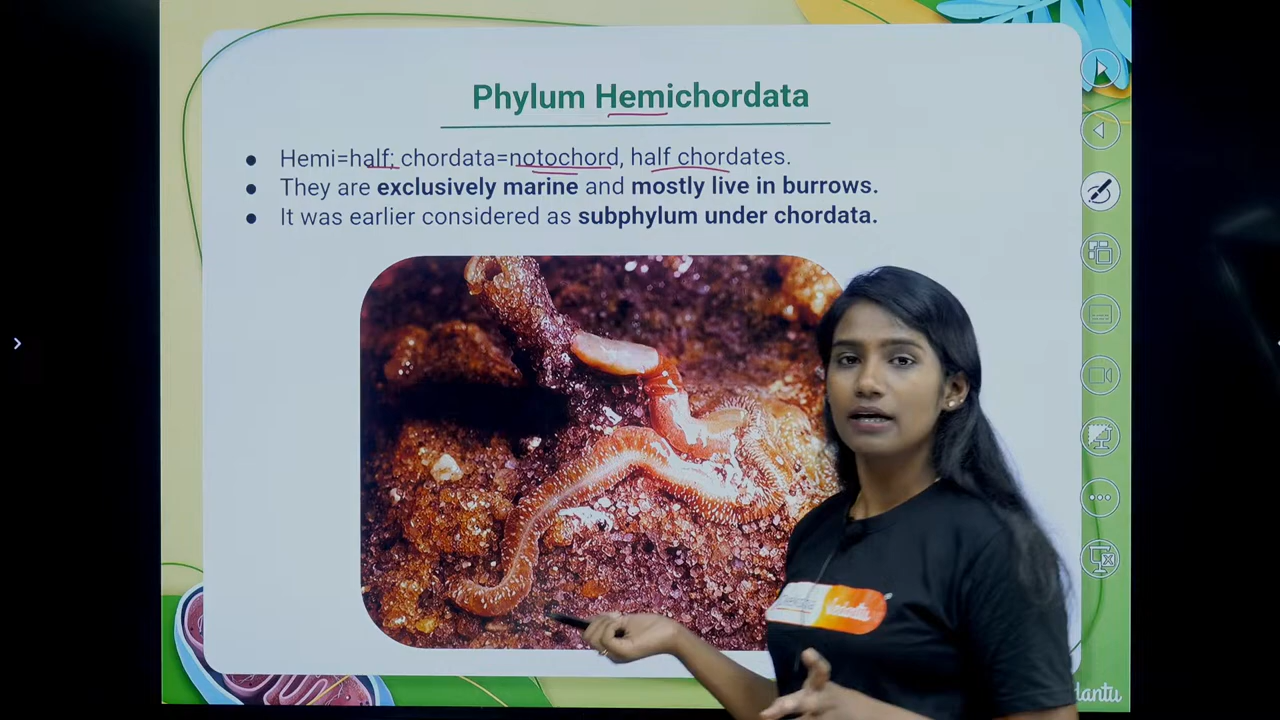 Phylum Hemichordata
● Hemi=half; chordata=notochord, half chordates.
● They are exclusively marine and mostly live in burrows.
● It was earlier considered as subphylum under chordata.